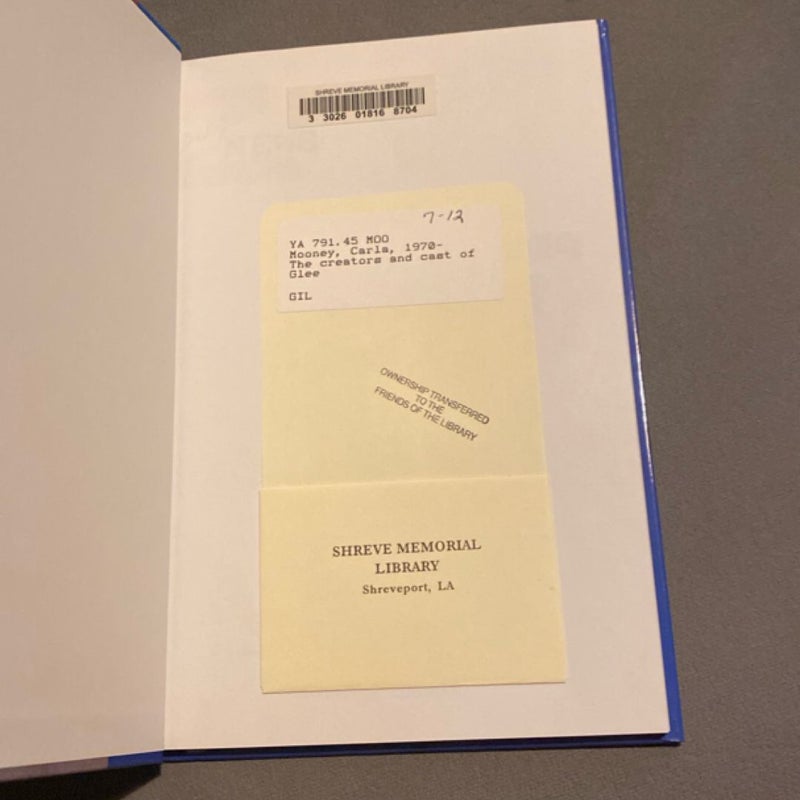 SHREVE MEMORIAL LIBRARY
3 3026 01816 8704
7-12
YA 791.45 MOO
Mooney, Carla, 1970-
The creators and cast of
Glee
GIL
OWNERSHIP TRANSFERRED
TO THE
FRIENDS OF THE LIBRARY
SHREVE MEMORIAL
LIBRARY
Shreveport, LA